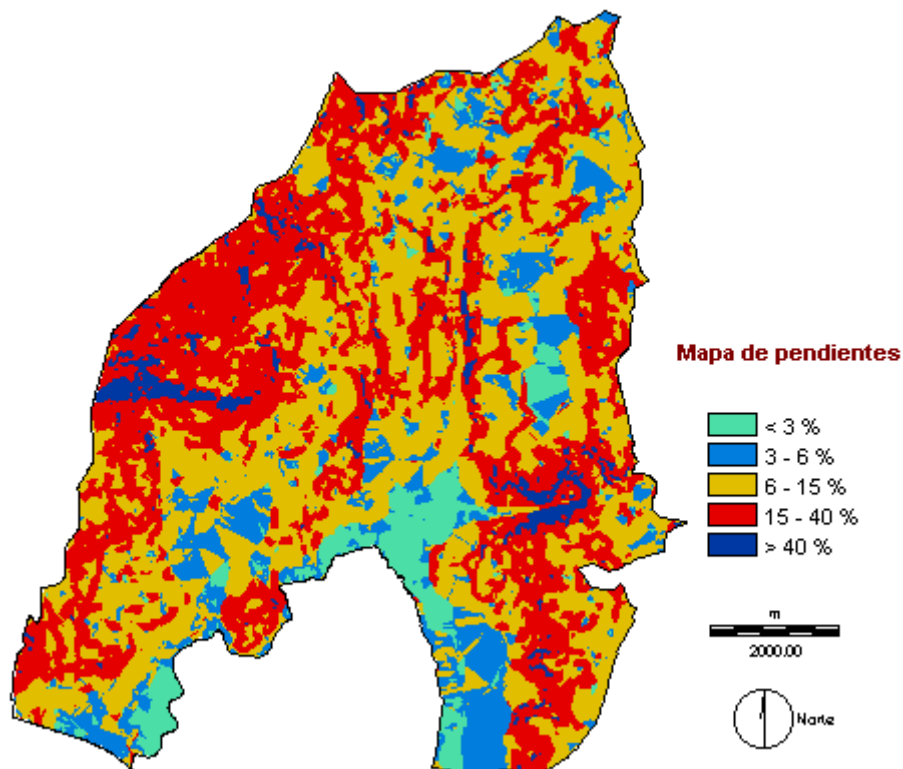 Mapa de pendientes
< 3 %
3 - 6 %
6 - 15 %
15 - 40 %
> 40 %
m
2000.00
Norte